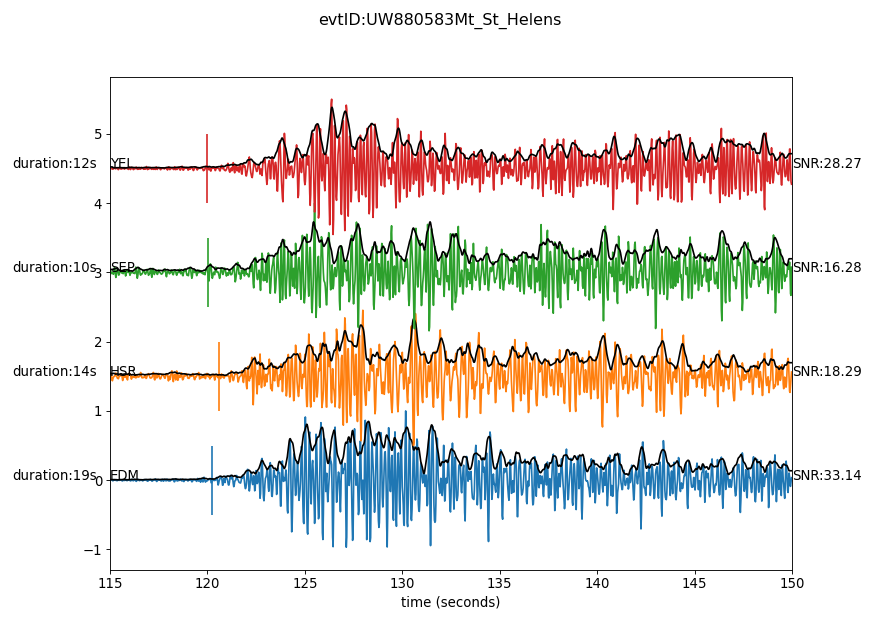 evtID:UW880583Mt_St_Helens
5
duration:12s YEL SNR:28.27
4
duration:10s SEP SNR:16.28
3
2
duration:14s HSR SNR:18.29
1
duration:19s EDM SNR:33.14
0
−1
115 120 125 130 135 140 145 150
time (seconds)